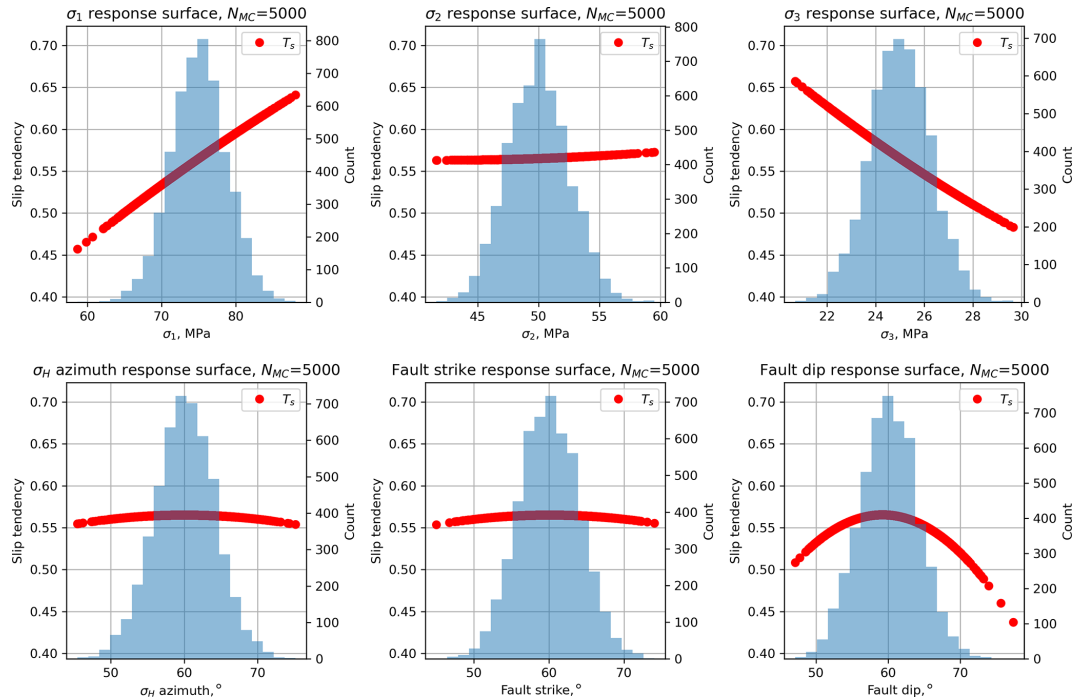 σ1 response surface, NMC=5000
σ2 response surface, NMC=5000
σ3 response surface, NMC=5000
Ts
Ts
Ts
Slip tendency
0.70
0.65
0.60
0.55
0.50
0.45
0.40
Count
800
700
600
500
400
300
200
100
0
60 70 80
σ1, MPa
Slip tendency
0.70
0.65
0.60
0.55
0.50
0.45
0.40
Count
800
700
600
500
400
300
200
100
0
45 50 55 60
σ2, MPa
Slip tendency
0.70
0.65
0.60
0.55
0.50
0.45
0.40
Count
700
600
500
400
300
200
100
0
22 24 26 28 30
σ3, MPa
σH azimuth response surface, NMC=5000
Fault strike response surface, NMC=5000
Fault dip response surface, NMC=5000
Ts
Ts
Ts
Slip tendency
0.70
0.65
0.60
0.55
0.50
0.45
0.40
Count
700
600
500
400
300
200
100
0
50 60 70
σH azimuth,°
Slip tendency
0.70
0.65
0.60
0.55
0.50
0.45
0.40
Count
700
600
500
400
300
200
100
0
50 60 70
Fault strike,°
Slip tendency
0.70
0.65
0.60
0.55
0.50
0.45
0.40
Count
700
600
500
400
300
200
100
0
50 60 70
Fault dip,°